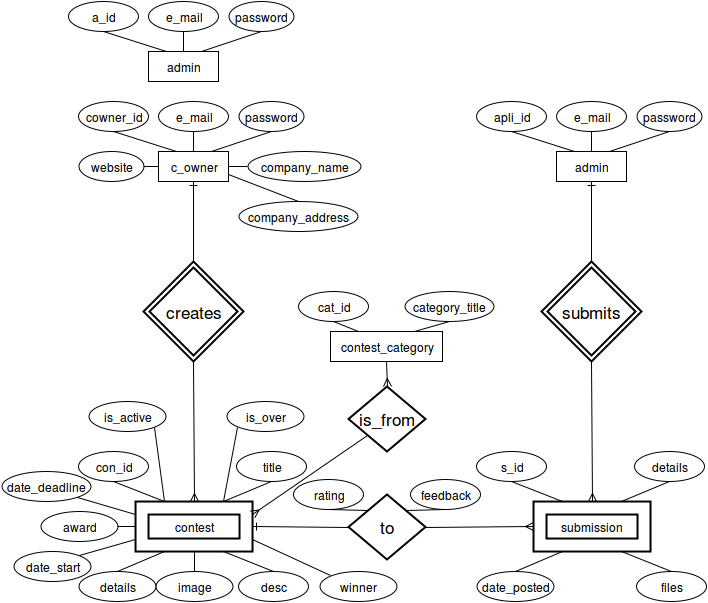 a_id
e_mail
password
admin
cowner_id
e_mail
password
website
c_owner
company_name
company_address
apli_id
e_mail
password
admin
creates
submits
cat_id
category_title
contest_category
is_from
is_active
is_over
con_id
title
date_deadline
award
contest
date_start
details
image
desc
winner
rating
feedback
to
s_id
details
submission
date_posted
files